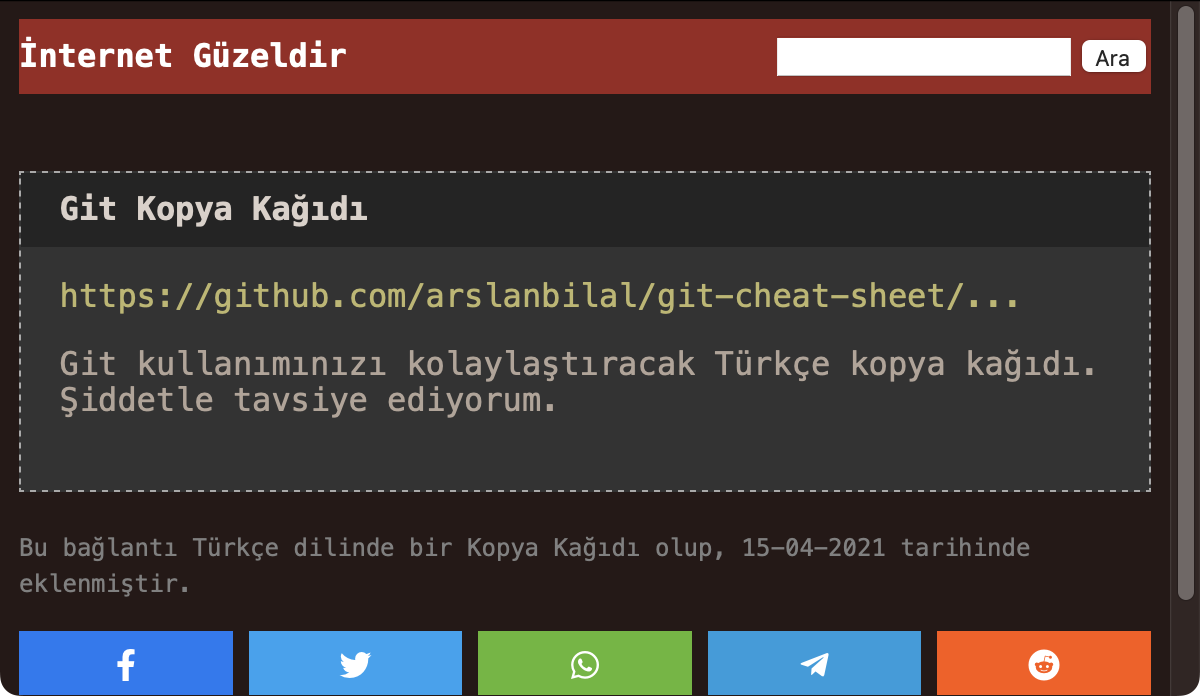 İnternet Güzeldir
Ara
Git Kopya Kağıdı
https://github.com/arslanbilal/git-cheat-sheet/...
Git kullanımınızı kolaylaştıracak Türkçe kopya kağıdı.
Şiddetle tavsiye ediyorum.
Bu bağlantı Türkçe dilinde bir Kopya Kağıdı olup, 15-04-2021 tarihinde
eklenmiştir.